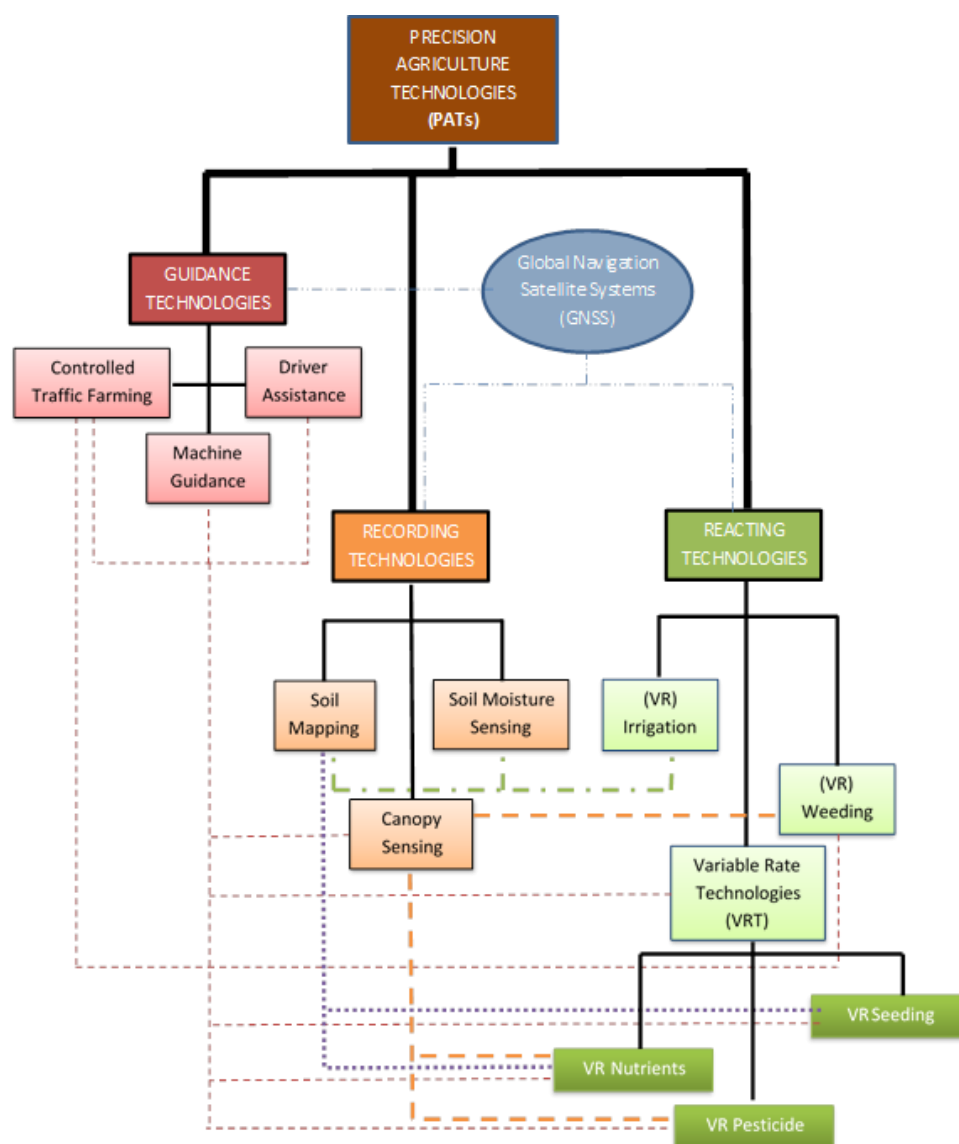 PRECISION
AGRICULTURE
TECHNOLOGIES
(PATs)
GUIDANCE
TECHNOLOGIES
Global Navigation
Satellite Systems
(GNSS)
Controlled
Traffic Farming
Driver
Assistance
Machine
Guidance
RECORDING
TECHNOLOGIES
REACTING
TECHNOLOGIES
Soil
Mapping
Soil Moisture
Sensing
(VR)
Irrigation
(VR)
Weeding
Canopy
Sensing
Variable Rate
Technologies
(VRT)
VR Seeding
VR Nutrients
VR Pesticide